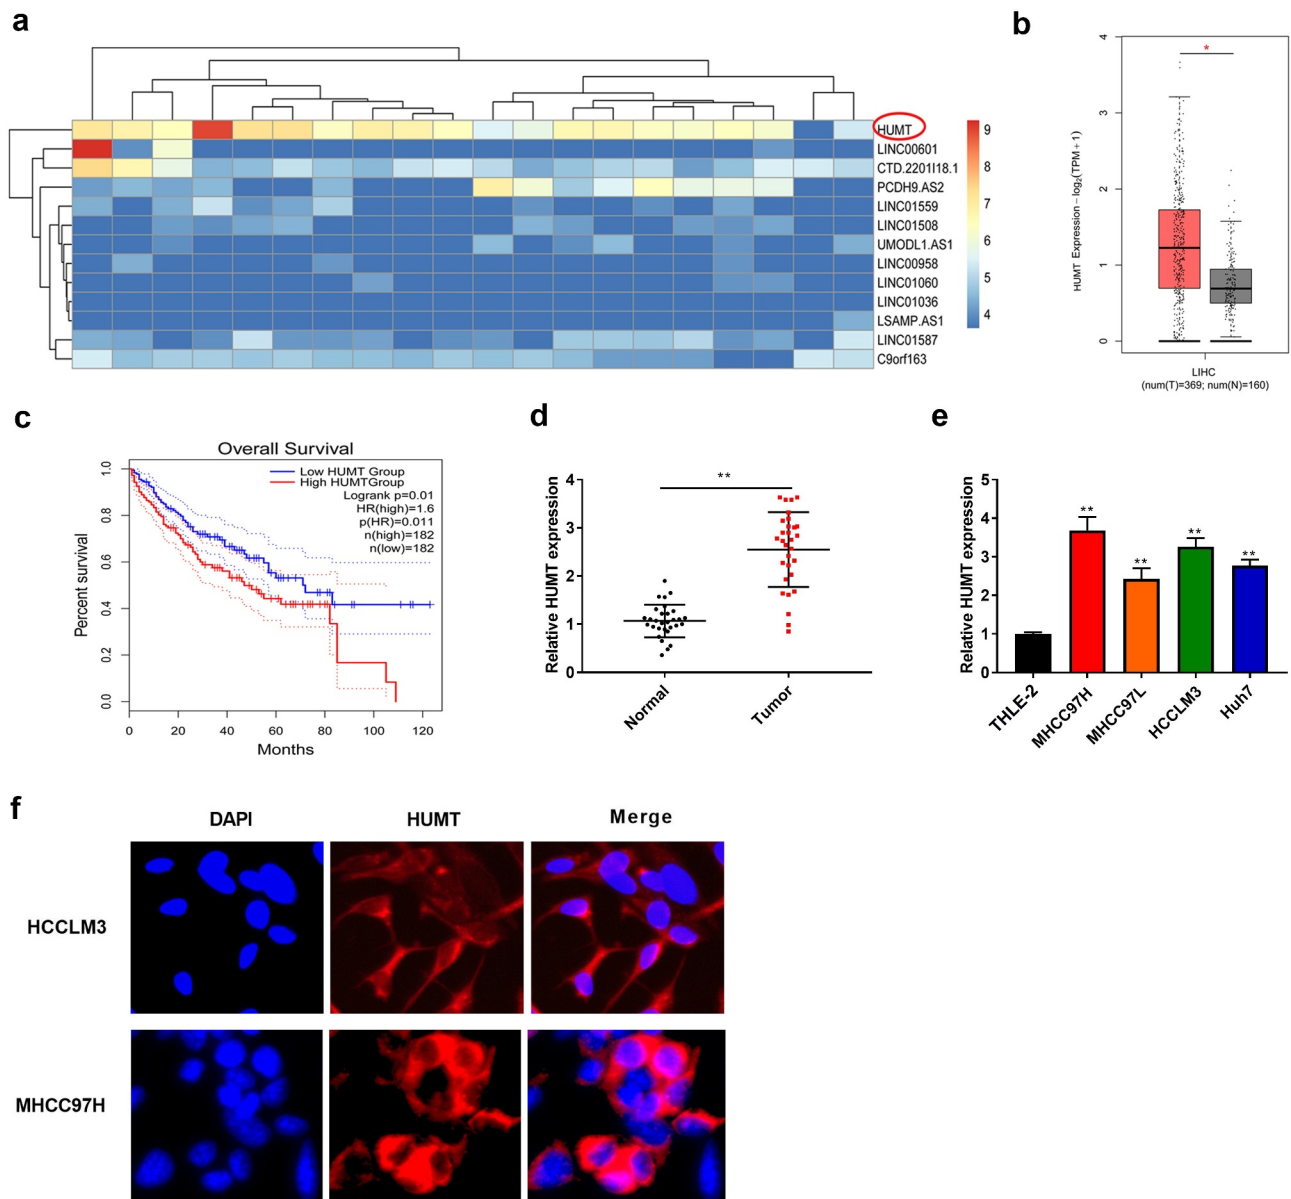 a
HUMT
LINC00601
CTD.2201I18.1
PCDH9.AS2
LINC01559
LINC01508
UMODL1.AS1
LINC00958
LINC01060
LINC01036
LSAMP.AS1
LINC01587
C9orf163
9
8
7
6
5
4
b
*
HUMT Expression – log2(TPM + 1)
4
3
2
1
0
LIHC
(num(T)=369; num(N)=160)
c
Overall Survival
Low HUMT Group
High HUMTGroup
Logrank p=0.01
HR(high)=1.6
p(HR)=0.011
n(high)=182
n(low)=182
Percent survival
1.0
0.8
0.6
0.4
0.2
0.0
0 20 40 60 80 100 120
Months
d
Relative HUMT expression
**
4
3
2
1
0
Normal
Tumor
e
Relative HUMT expression
5
4
3
2
1
0
** ** ** **
THLE-2
MHCC97H
MHCC97L
HCCLM3
Huh7
f
DAPI HUMT Merge
HCCLM3
MHCC97H